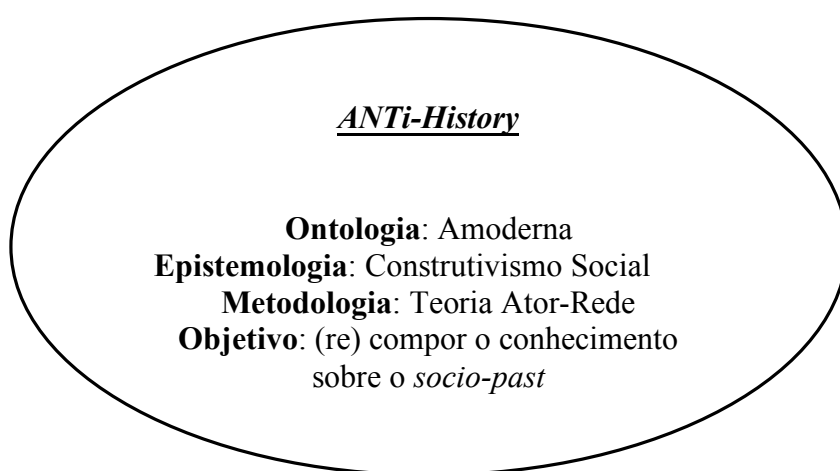 ANTi-History
Ontologia: Amoderna
Epistemologia: Construtivismo Social
Metodologia: Teoria Ator-Rede
Objetivo: (re) compor o conhecimento
sobre o socio-past